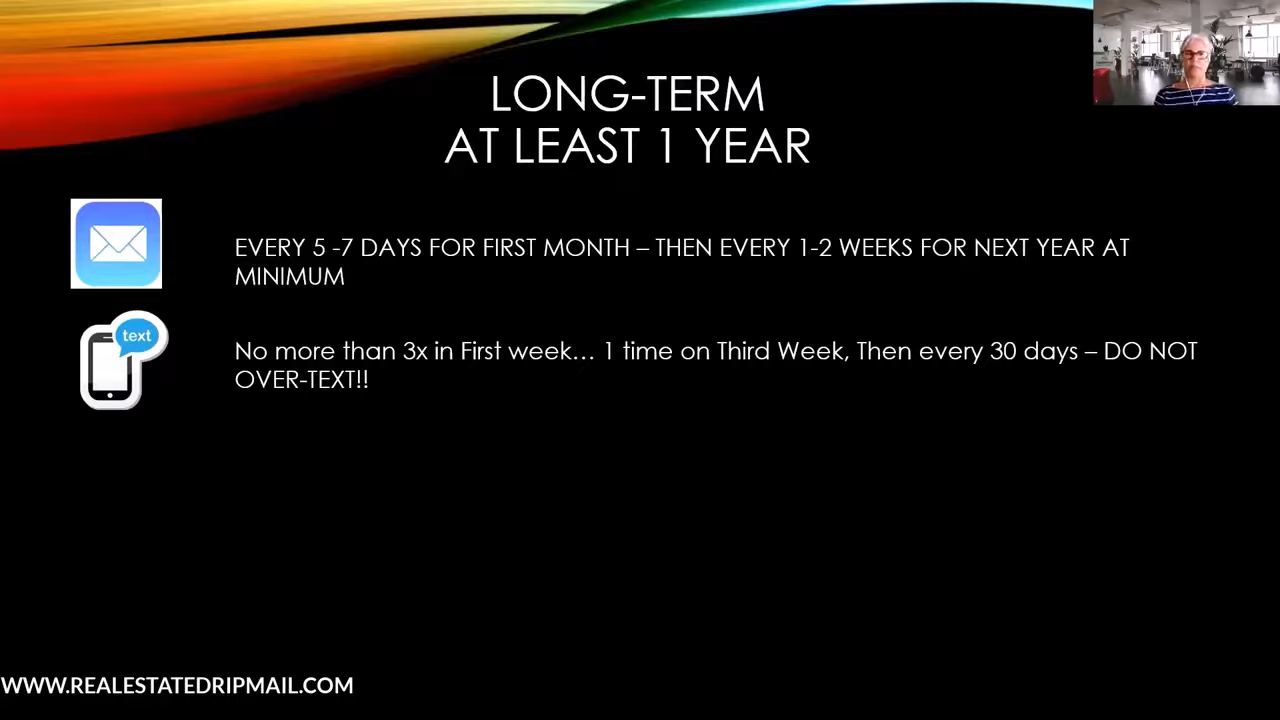 LONG-TERM
AT LEAST 1 YEAR
EVERY 5 -7 DAYS FOR FIRST MONTH – THEN EVERY 1-2 WEEKS FOR NEXT YEAR AT
MINIMUM
text
No more than 3x in First week… 1 time on Third Week, Then every 30 days – DO NOT
OVER-TEXT!!
WWW.REALESTATEDRIPMAIL.COM